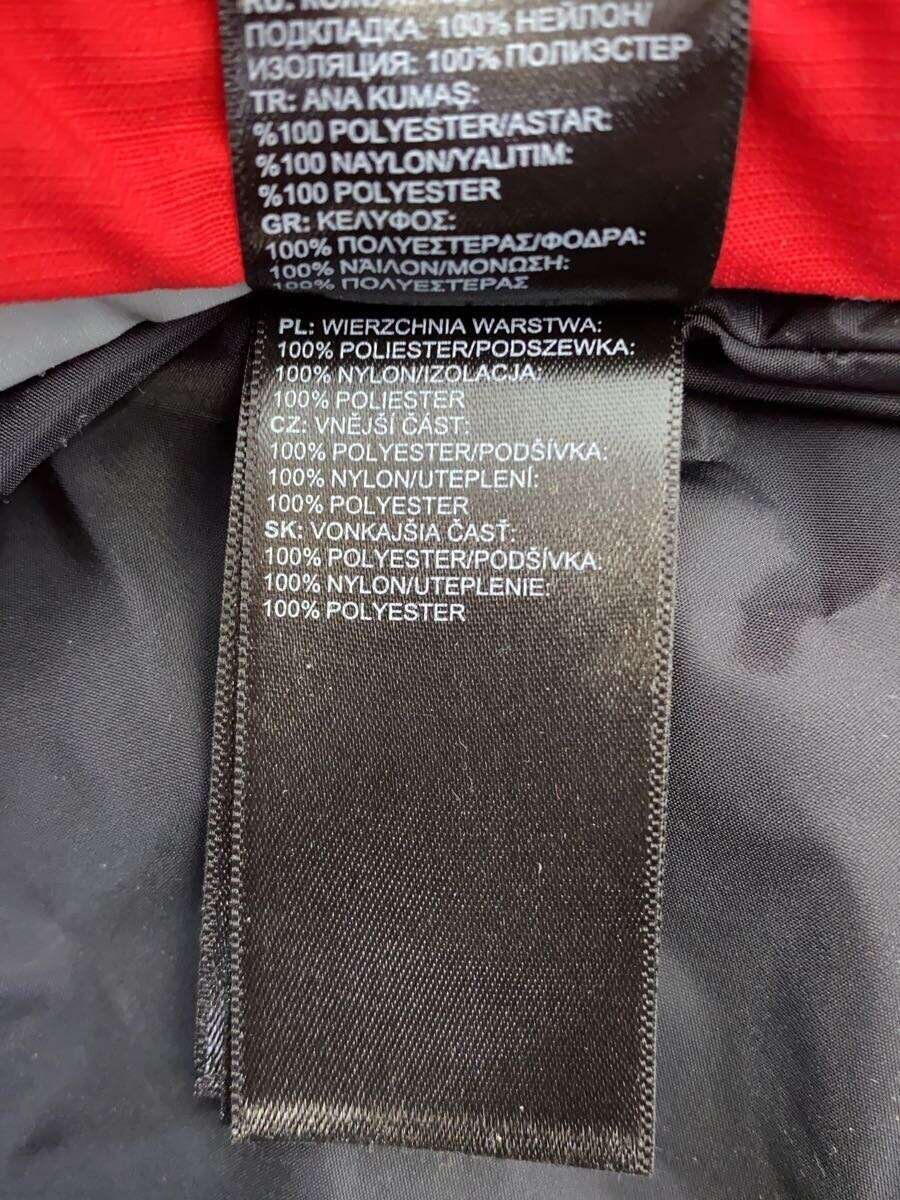 ПОДКЛАДКА: 100% НЕЙЛОН/
ИЗОЛЯЦИЯ: 100% ПОЛИЭСТЕР
TR: ANA KUMAŞ:
%100 POLYESTER/ASTAR:
%100 NAYLON/YALITIM:
%100 POLYESTER
GR: ΚΕΛΥΦΟΣ:
100% ΠΟΛΥΕΣΤΕΡΑΣ/ΦΟΔΡΑ:
100% ΝΑΪΛΟΝ/ΜΟΝΩΣΗ:
100% ΠΟΛΥΕΣΤΕΡΑΣ
PL: WIERZCHNIA WARSTWA:
100% POLIESTER/PODSZEWKA:
100% NYLON/IZOLACJA:
100% POLIESTER
CZ: VNĚJŠÍ ČÁST:
100% POLYESTER/PODŠÍVKA:
100% NYLON/UTEPLENÍ:
100% POLYESTER
SK: VONKAJŠIA ČASŤ:
100% POLYESTER/PODŠÍVKA:
100% NYLON/UTEPLENIE:
100% POLYESTER